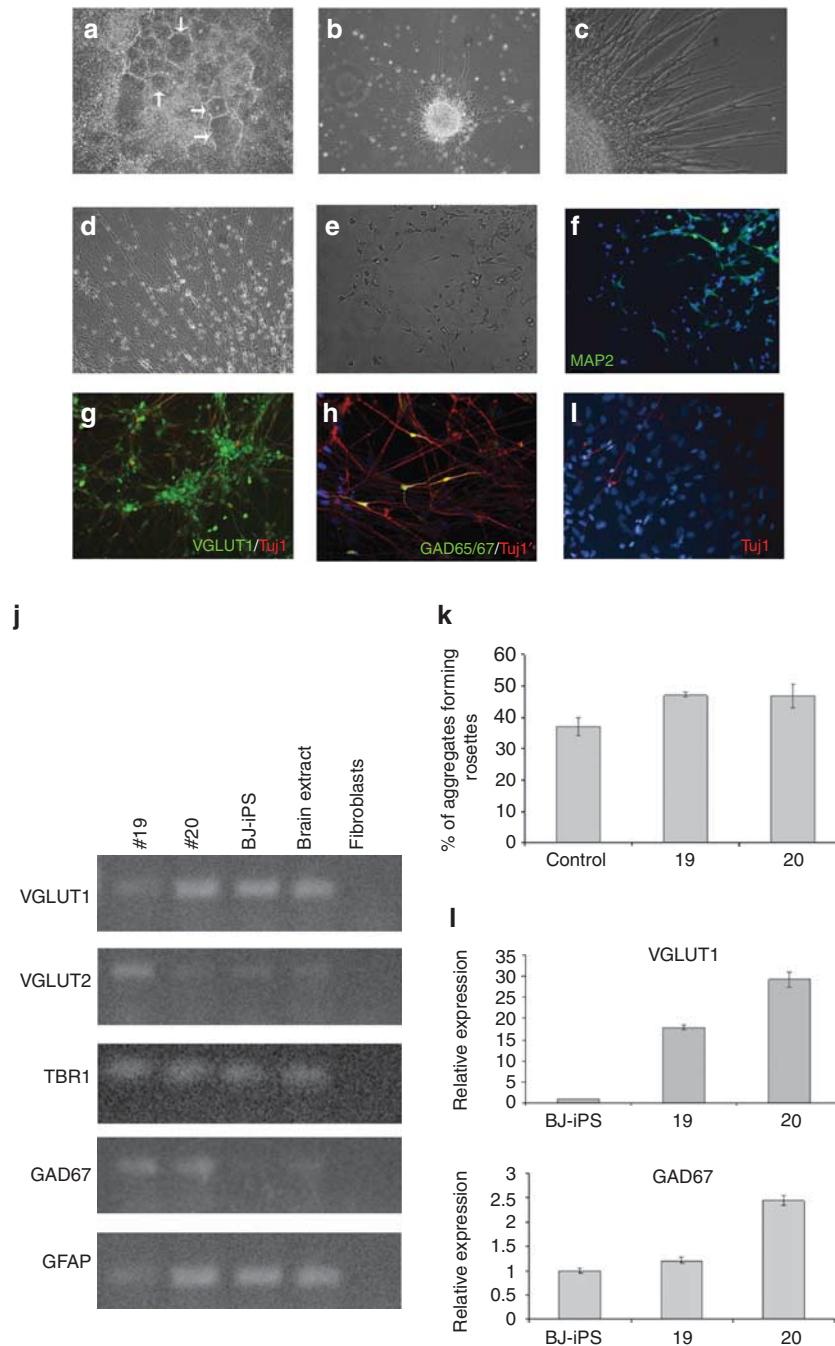 a
b
c
d
e
f
MAP2
g
VGLUT1/Tuj1
h
GAD65/67/Tuj1′
l
Tuj1
j
#19
#20
BJ-iPS
Brain extract
Fibroblasts
VGLUT1
VGLUT2
TBR1
GAD67
GFAP
k
% of aggregates forming
rosettes
60
50
40
30
20
10
0
Control
19
20
l
VGLUT1
Relative expression
35
30
25
20
15
10
5
0
BJ-iPS
19
20
GAD67
Relative expression
3
2.5
2
1.5
1
0.5
0
BJ-iPS
19
20